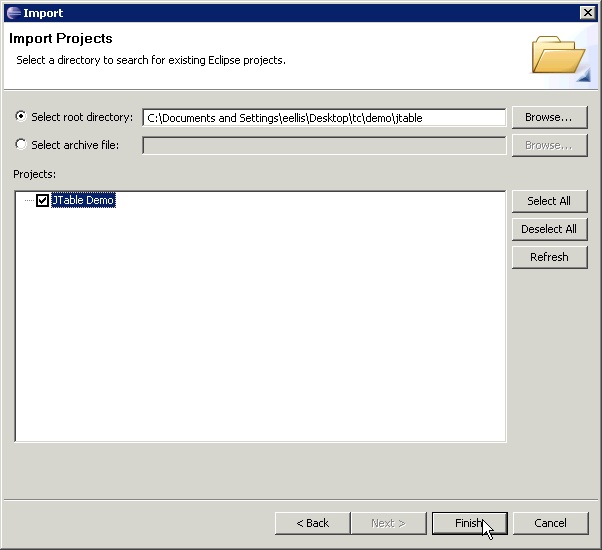 Import
Import Projects
Select a directory to search for existing Eclipse projects.
Select root directory: C:\Documents and Settings\eellis\Desktop\tc\demo\jtable Browse...
Select archive file: Browse...
Projects:
JTable Demo
Select All
Deselect All
Refresh
< Back Next > Finish Cancel